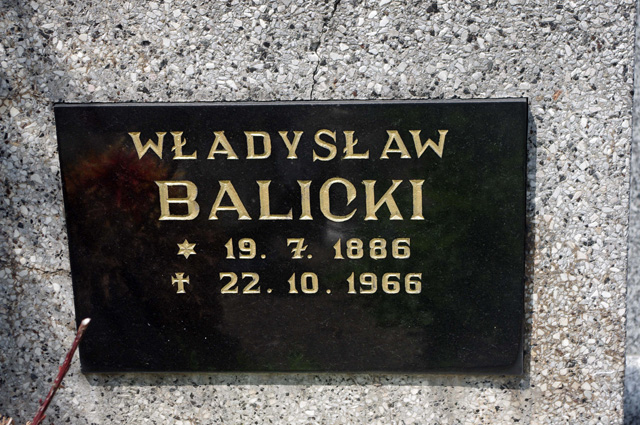 WŁADYSŁAW
BALICKI
* 19. 7. 1886
✝ 22. 10. 1966